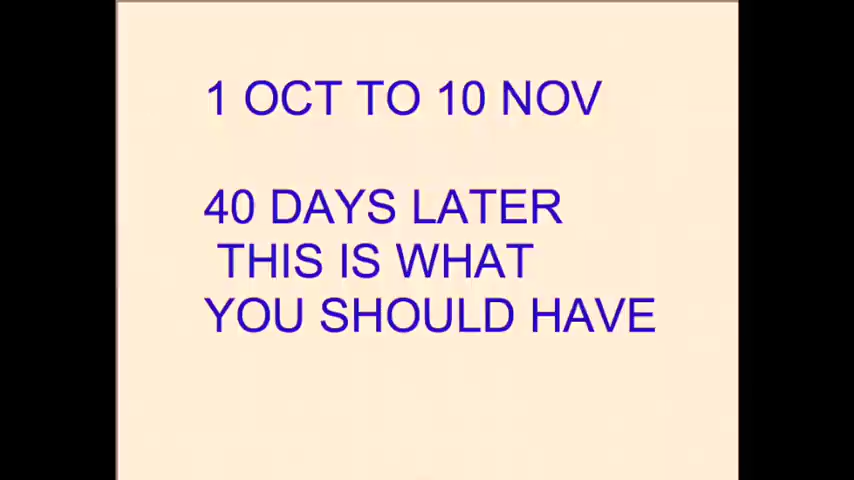 1 OCT TO 10 NOV
40 DAYS LATER
THIS IS WHAT
YOU SHOULD HAVE